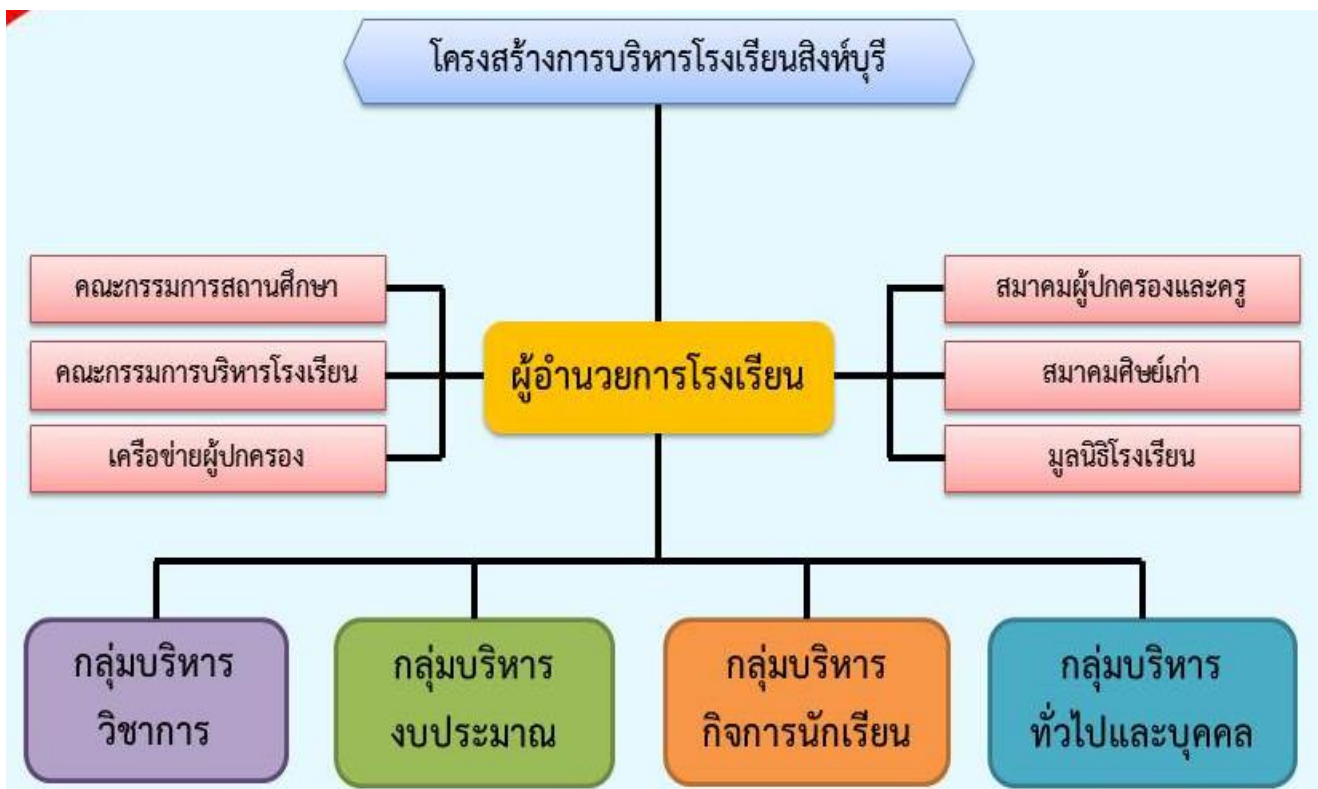 โครงสร้างการบริหารโรงเรียนสิงห์บุรี
คณะกรรมการสถานศึกษา
คณะกรรมการบริหารโรงเรียน
เครือข่ายผู้ปกครอง
ผู้อำนวยการโรงเรียน
สมาคมผู้ปกครองและครู
สมาคมศิษย์เก่า
มูลนิธิโรงเรียน
กลุ่มบริหาร
วิชาการ
กลุ่มบริหาร
งบประมาณ
กลุ่มบริหาร
กิจการนักเรียน
กลุ่มบริหาร
ทั่วไปและบุคคล